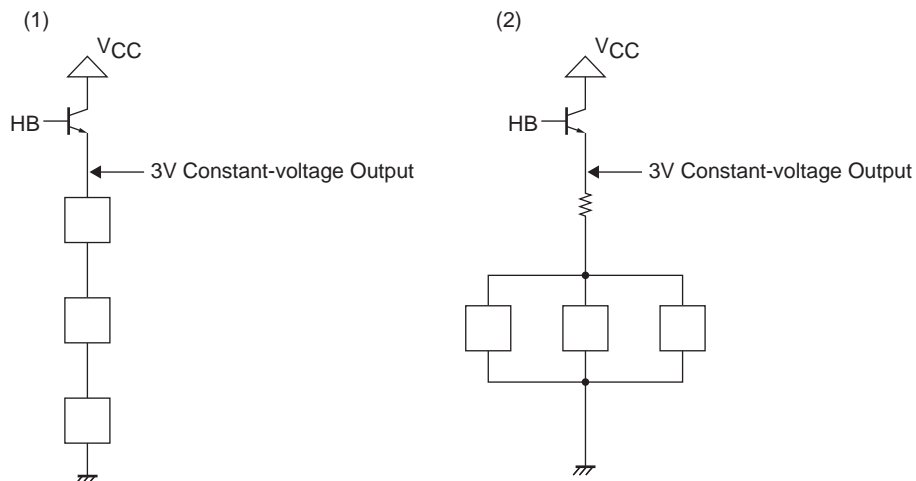 (1)
VCC
HB
3V Constant-voltage Output
(2)
VCC
HB
3V Constant-voltage Output